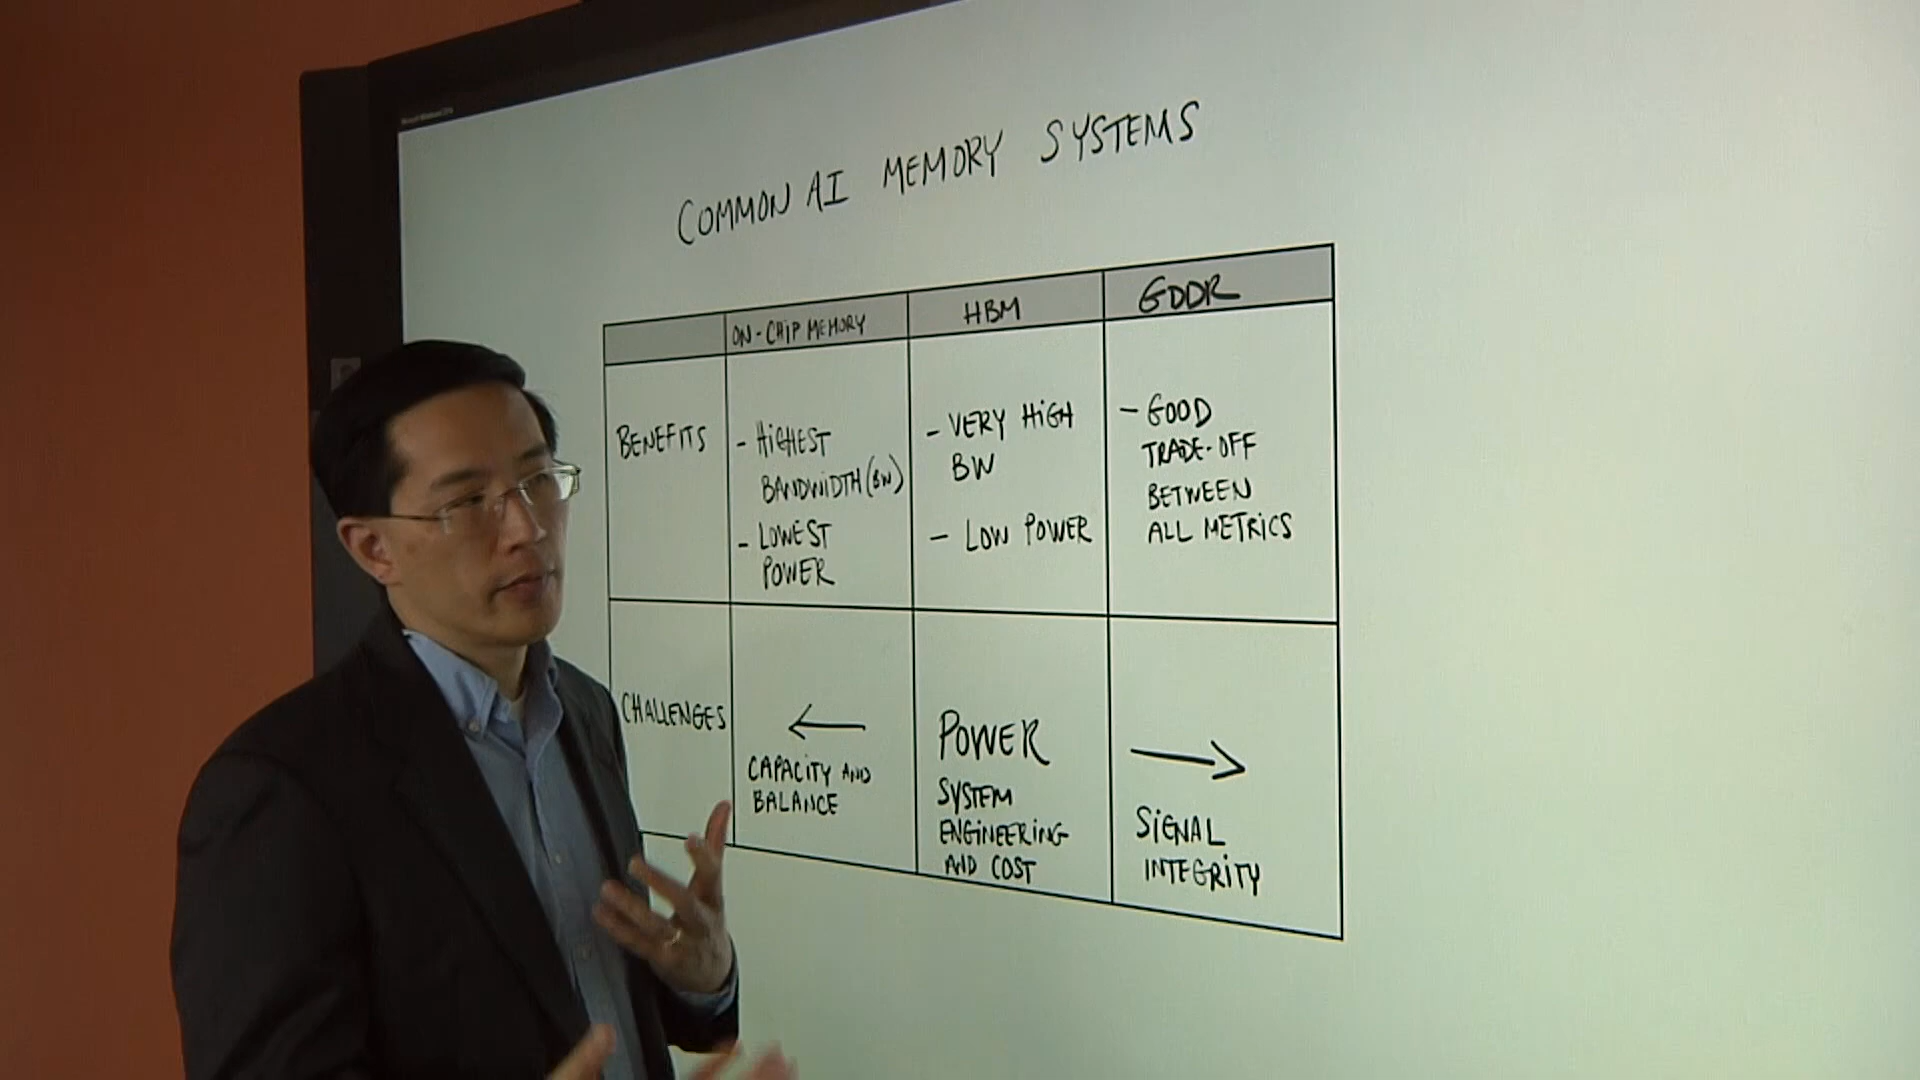 COMMON AI MEMORY SYSTEMS
ON-CHIP MEMORY
HBM
GDDR
BENEFITS
- HIGHEST
BANDWIDTH (BW)
- LOWEST
POWER
- VERY HIGH
BW
- LOW POWER
- GOOD
TRADE-OFF
BETWEEN
ALL METRICS
CHALLENGES
←
CAPACITY AND
BALANCE
POWER
SYSTEM
ENGINEERING
AND COST
→
SIGNAL
INTEGRITY